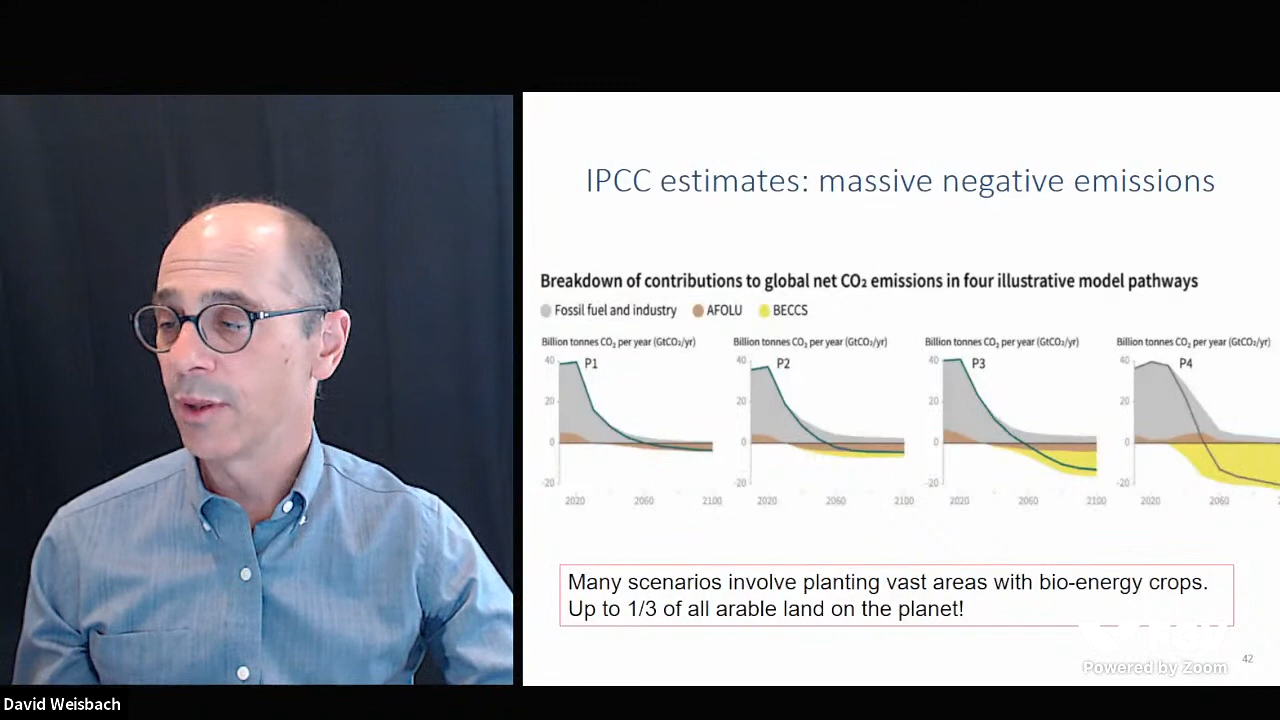 IPCC estimates: massive negative emissions
Breakdown of contributions to global net CO₂ emissions in four illustrative model pathways
Fossil fuel and industry AFOLU BECCS
Billion tonnes CO₂ per year (GtCO₂/yr) Billion tonnes CO₂ per year (GtCO₂/yr) Billion tonnes CO₂ per year (GtCO₂/yr) Billion tonnes CO₂ per year (GtCO₂/yr)
40 P1 40 P2 40 P3 40 P4
20 20 20 20
0 0 0 0
-20 -20 -20 -20
2020 2060 2100 2020 2060 2100 2020 2060 2100 2020 2060
Many scenarios involve planting vast areas with bio-energy crops.
Up to 1/3 of all arable land on the planet!
42
Powered by Zoom
David Weisbach